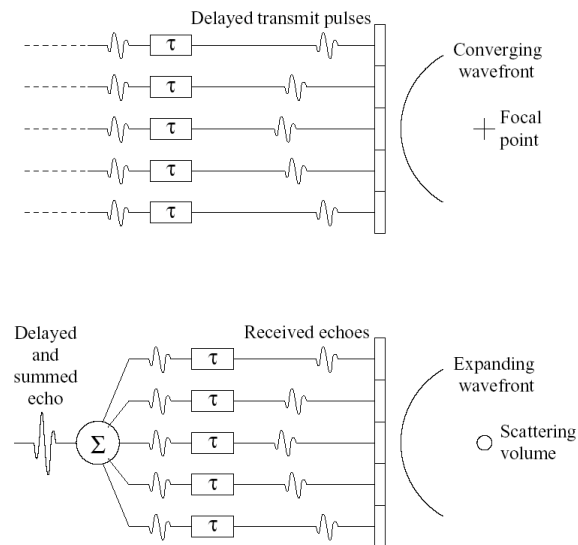 Delayed transmit pulses
τ
τ
τ
τ
τ
Converging
wavefront
Focal
point
Delayed
and
summed
echo
Σ
Received echoes
τ
τ
τ
τ
τ
Expanding
wavefront
Scattering
volume